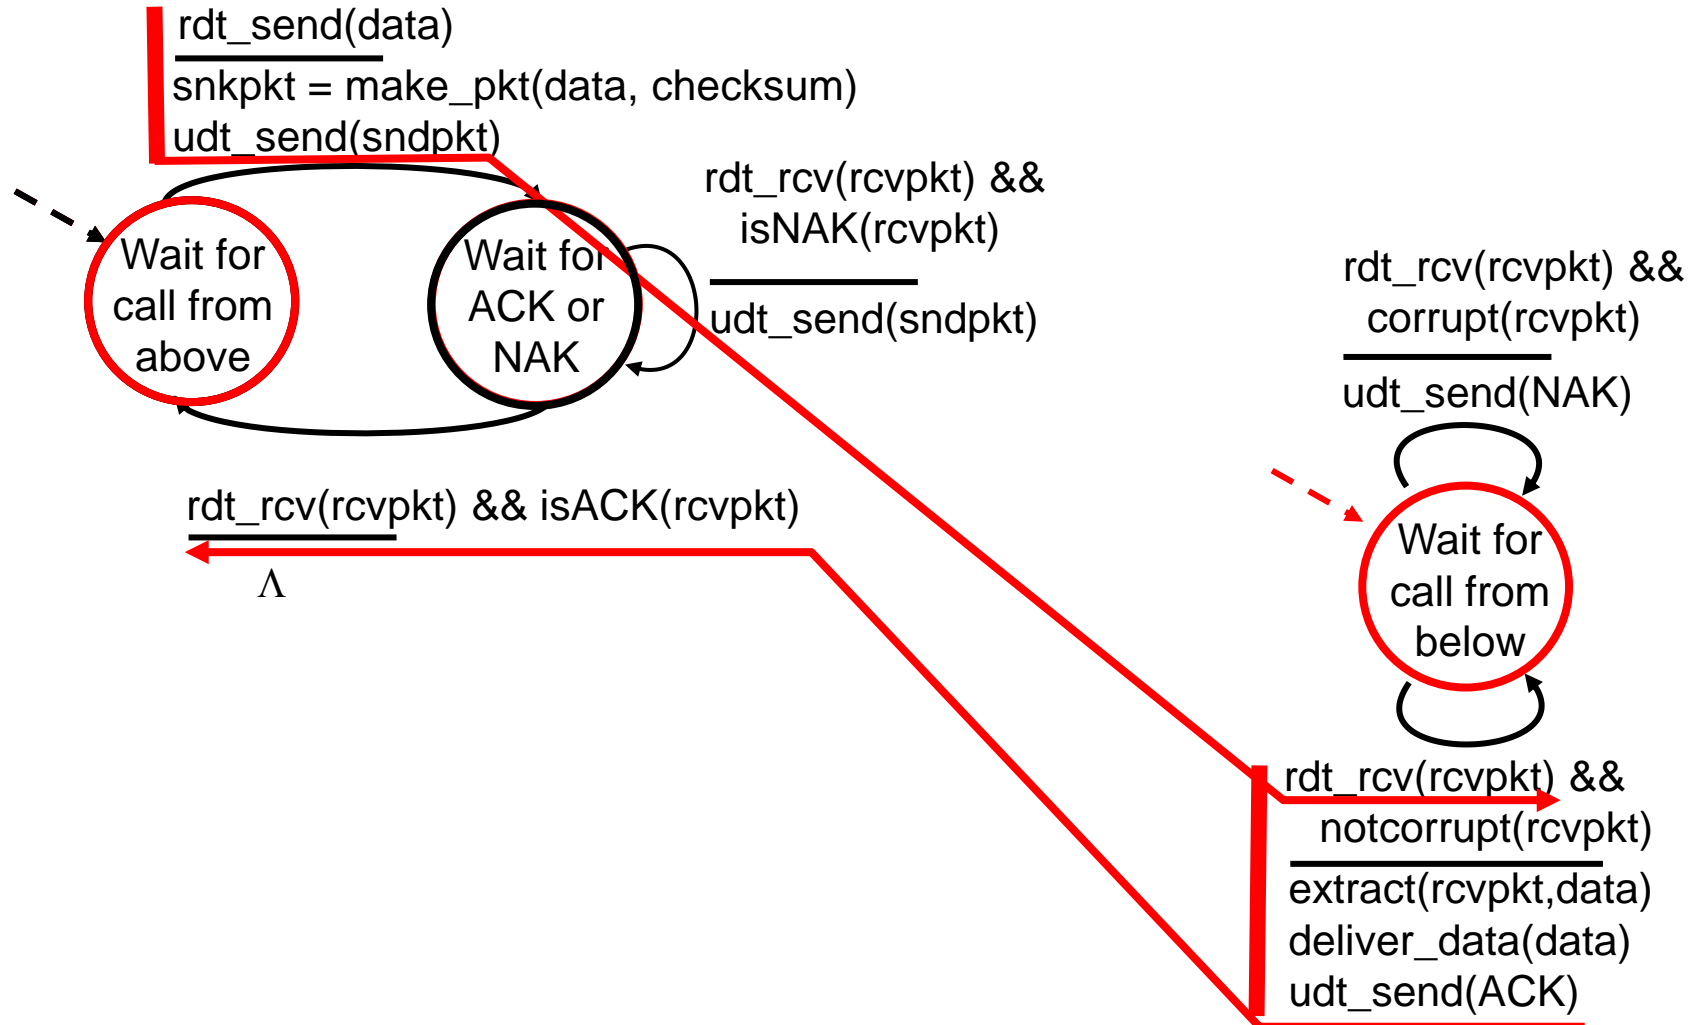 rdt_send(data)
snkpkt = make_pkt(data, checksum)
udt_send(sndpkt)
Wait for
call from
above
Wait for
ACK or
NAK
rdt_rcv(rcvpkt) &&
isNAK(rcvpkt)
udt_send(sndpkt)
rdt_rcv(rcvpkt) && isACK(rcvpkt)
Λ
rdt_rcv(rcvpkt) &&
corrupt(rcvpkt)
udt_send(NAK)
Wait for
call from
below
rdt_rcv(rcvpkt) &&
notcorrupt(rcvpkt)
extract(rcvpkt,data)
deliver_data(data)
udt_send(ACK)